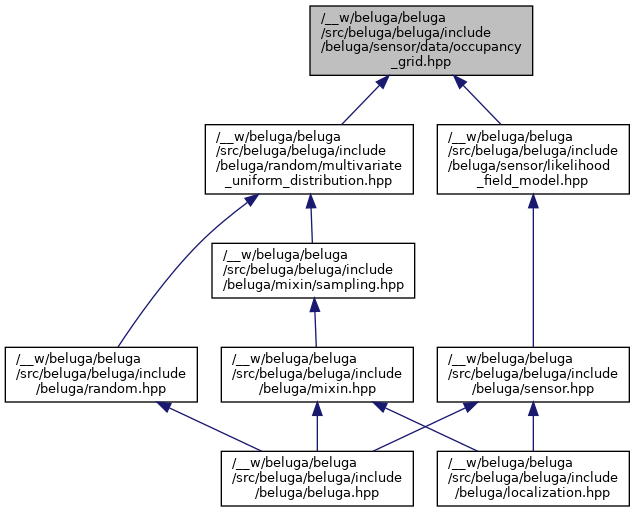 /__w/beluga/beluga
/src/beluga/beluga/include
/beluga/sensor/data/occupancy
_grid.hpp
/__w/beluga/beluga
/src/beluga/beluga/include
/beluga/random/multivariate
_uniform_distribution.hpp
/__w/beluga/beluga
/src/beluga/beluga/include
/beluga/sensor/likelihood
_field_model.hpp
/__w/beluga/beluga
/src/beluga/beluga/include
/beluga/mixin/sampling.hpp
/__w/beluga/beluga
/src/beluga/beluga/include
/beluga/random.hpp
/__w/beluga/beluga
/src/beluga/beluga/include
/beluga/mixin.hpp
/__w/beluga/beluga
/src/beluga/beluga/include
/beluga/sensor.hpp
/__w/beluga/beluga
/src/beluga/beluga/include
/beluga/beluga.hpp
/__w/beluga/beluga
/src/beluga/beluga/include
/beluga/localization.hpp